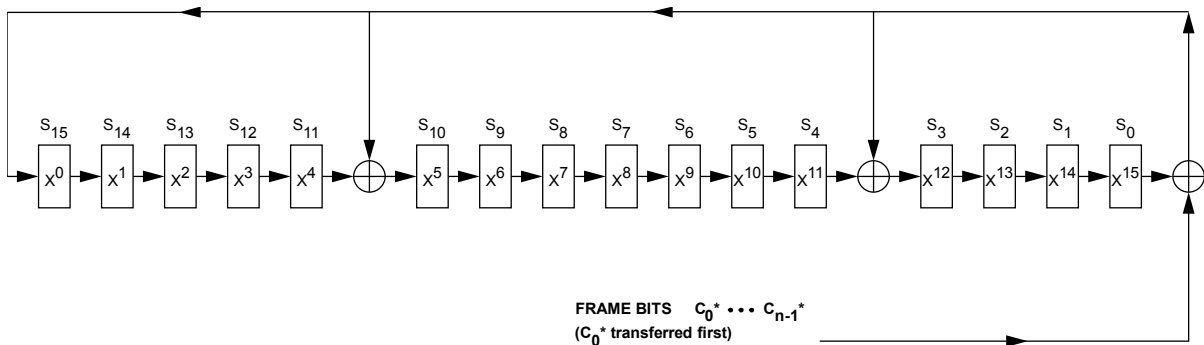 S15 S14 S13 S12 S11 S10 S9 S8 S7 S6 S5 S4 S3 S2 S1 S0
X0 X1 X2 X3 X4 X5 X6 X7 X8 X9 X10 X11 X12 X13 X14 X15
FRAME BITS C0* • • • Cn-1*
(C0* transferred first)